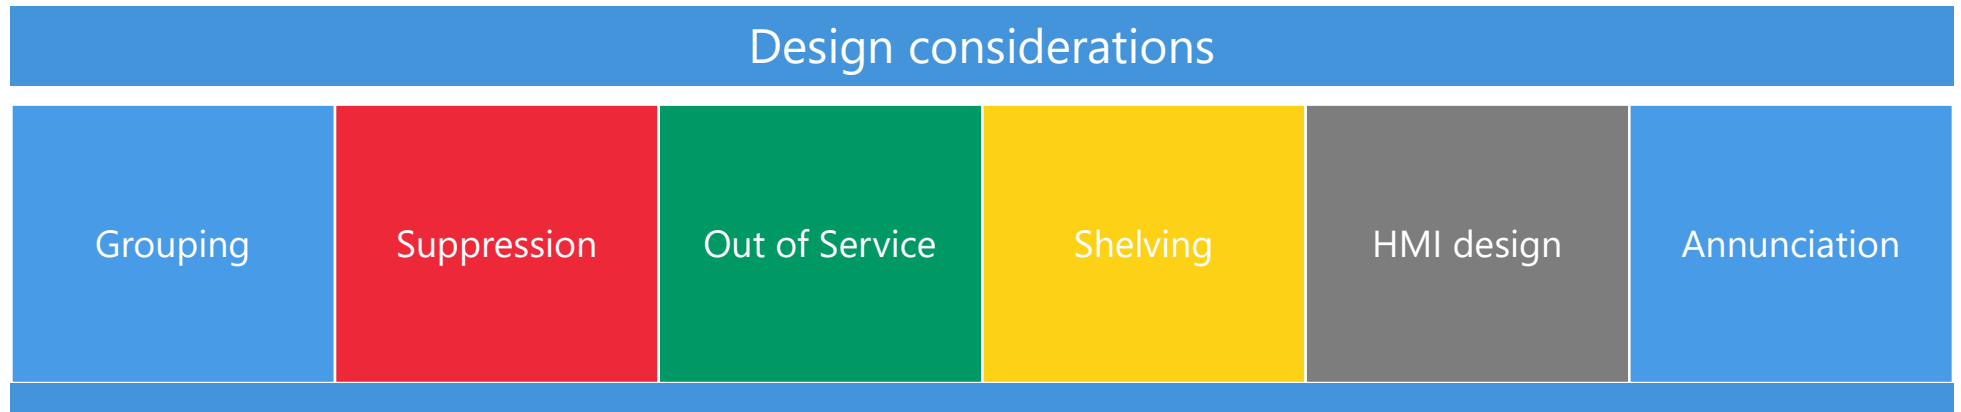 Design considerations
Grouping
Suppression
Out of Service
Shelving
HMI design
Annunciation